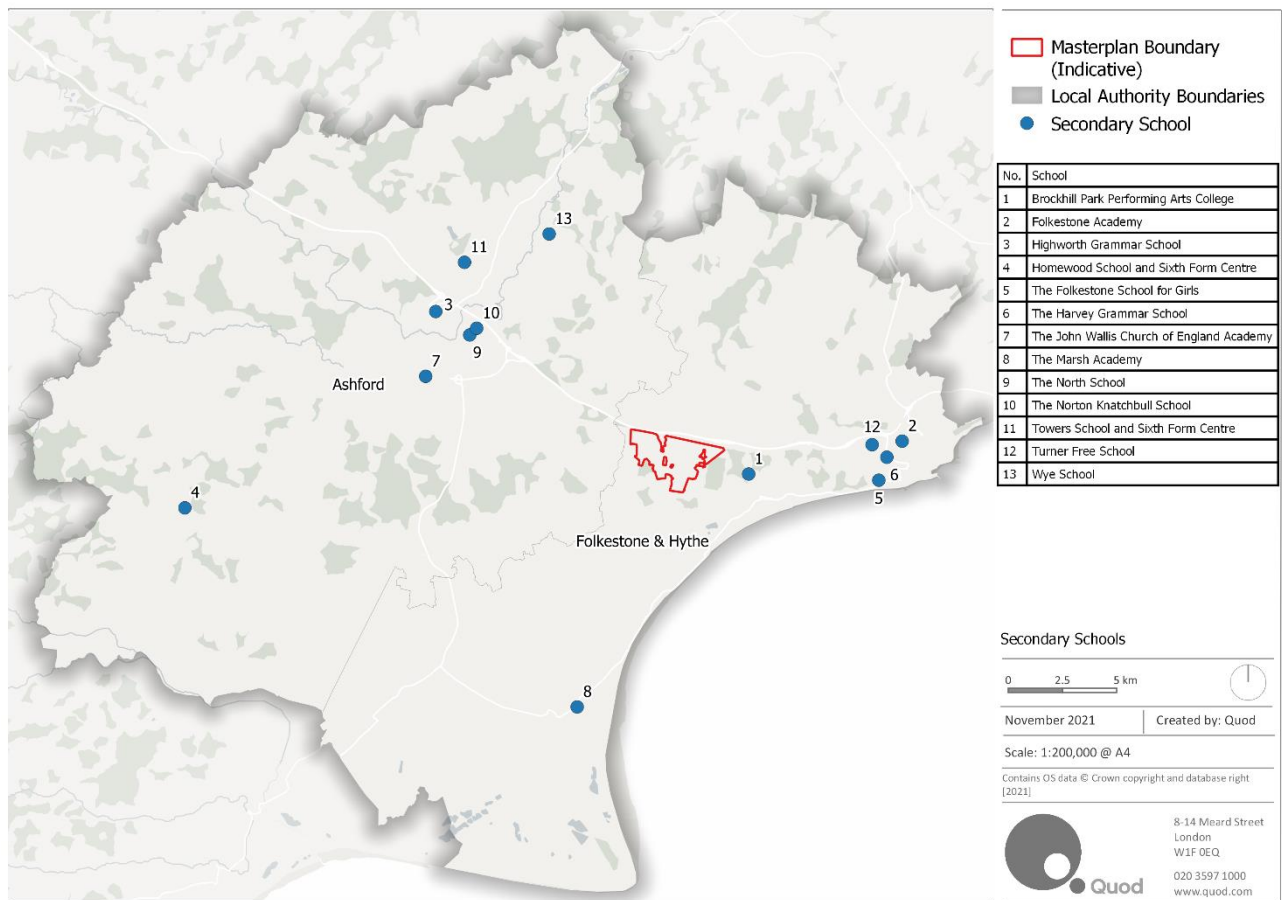 13
11
3
10
9
7
Ashford
12
2
1
6
5
4
Folkestone & Hythe
8
Masterplan Boundary
(Indicative)
Local Authority Boundaries
Secondary School
No. School
1 Brockhill Park Performing Arts College
2 Folkestone Academy
3 Highworth Grammar School
4 Homewood School and Sixth Form Centre
5 The Folkestone School for Girls
6 The Harvey Grammar School
7 The John Wallis Church of England Academy
8 The Marsh Academy
9 The North School
10 The Norton Knatchbull School
11 Towers School and Sixth Form Centre
12 Turner Free School
13 Wye School
Secondary Schools
0 2.5 5 km
November 2021 Created by: Quod
Scale: 1:200,000 @ A4
Contains OS data © Crown copyright and database right
[2021]
Quod
8-14 Meard Street
London
W1F 0EQ
020 3597 1000
www.quod.com